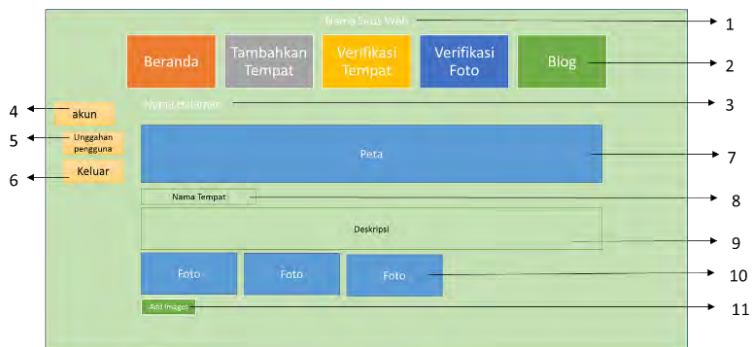 Nama Situs Web
1
Beranda
Tambahkan
Tempat
Verifikasi
Tempat
Verifikasi
Foto
Blog
2
Nama Halaman
3
4
akun
5
Unggahan
pengguna
6
Keluar
Peta
7
Nama Tempat
8
Deskripsi
9
Foto
Foto
Foto
10
Add Images
11